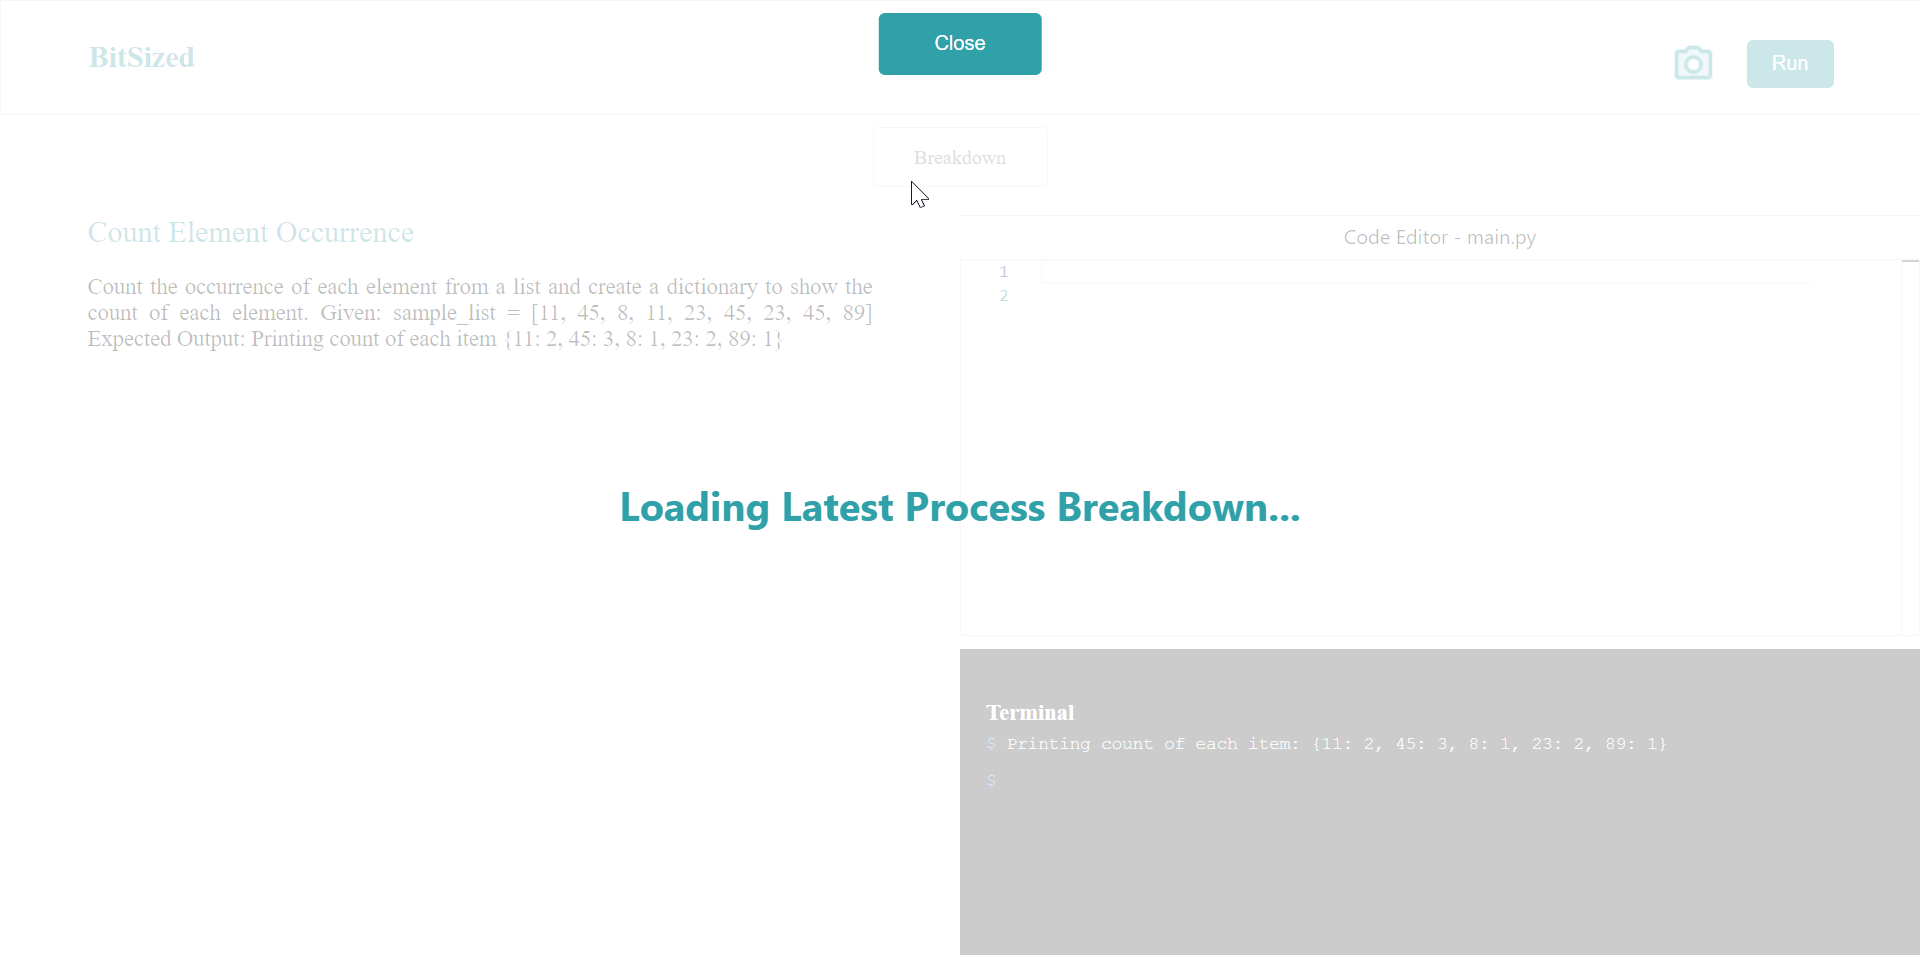 Close
BitSized
Run
Breakdown
Count Element Occurrence
Count the occurrence of each element from a list and create a dictionary to show the
count of each element. Given: sample_list = [11, 45, 8, 11, 23, 45, 23, 45, 89]
Expected Output: Printing count of each item {11: 2, 45: 3, 8: 1, 23: 2, 89: 1}
Code Editor - main.py
1
2
Loading Latest Process Breakdown...
Terminal
$ Printing count of each item: {11: 2, 45: 3, 8: 1, 23: 2, 89: 1}
$